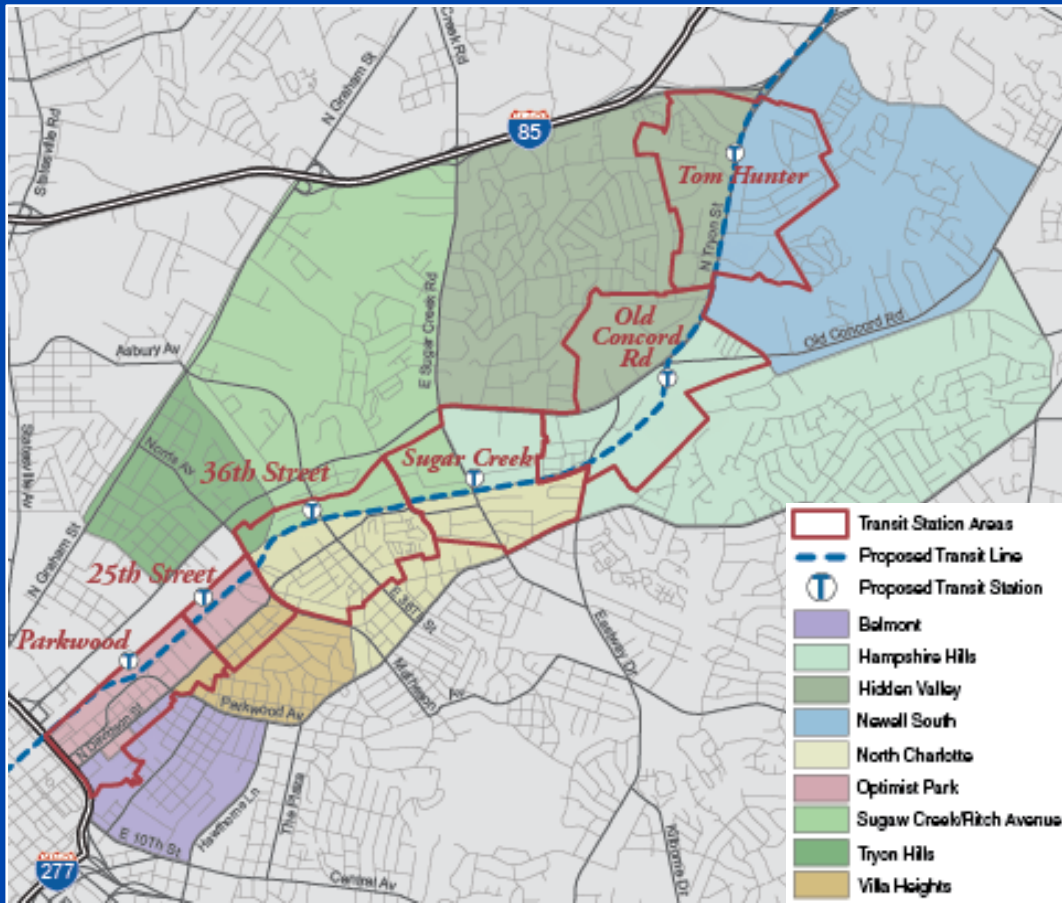 Statesville Rd
N Graham St
Creek Rd
85
Tom Hunter
N Tryon St
E Sugar Creek Rd
Old
Concord
Rd
Old Concord Rd
Asbury Av
Norris Av
Statesville Av
36th Street
Sugar Creek
N Graham St
25th Street
E 36Th St
Eastway Dr
Matheson Av
Parkwood
Parkwood Av
N Davidson St
Hawthorne Ln
The Plaza
E 10Th St
Central Av
Kilborne Dr
277
Transit Station Areas
Proposed Transit Line
T Proposed Transit Station
Belmont
Hampshire Hills
Hidden Valley
Newell South
North Charlotte
Optimist Park
Sugaw Creek/Ritch Avenue
Tryon Hills
Villa Heights